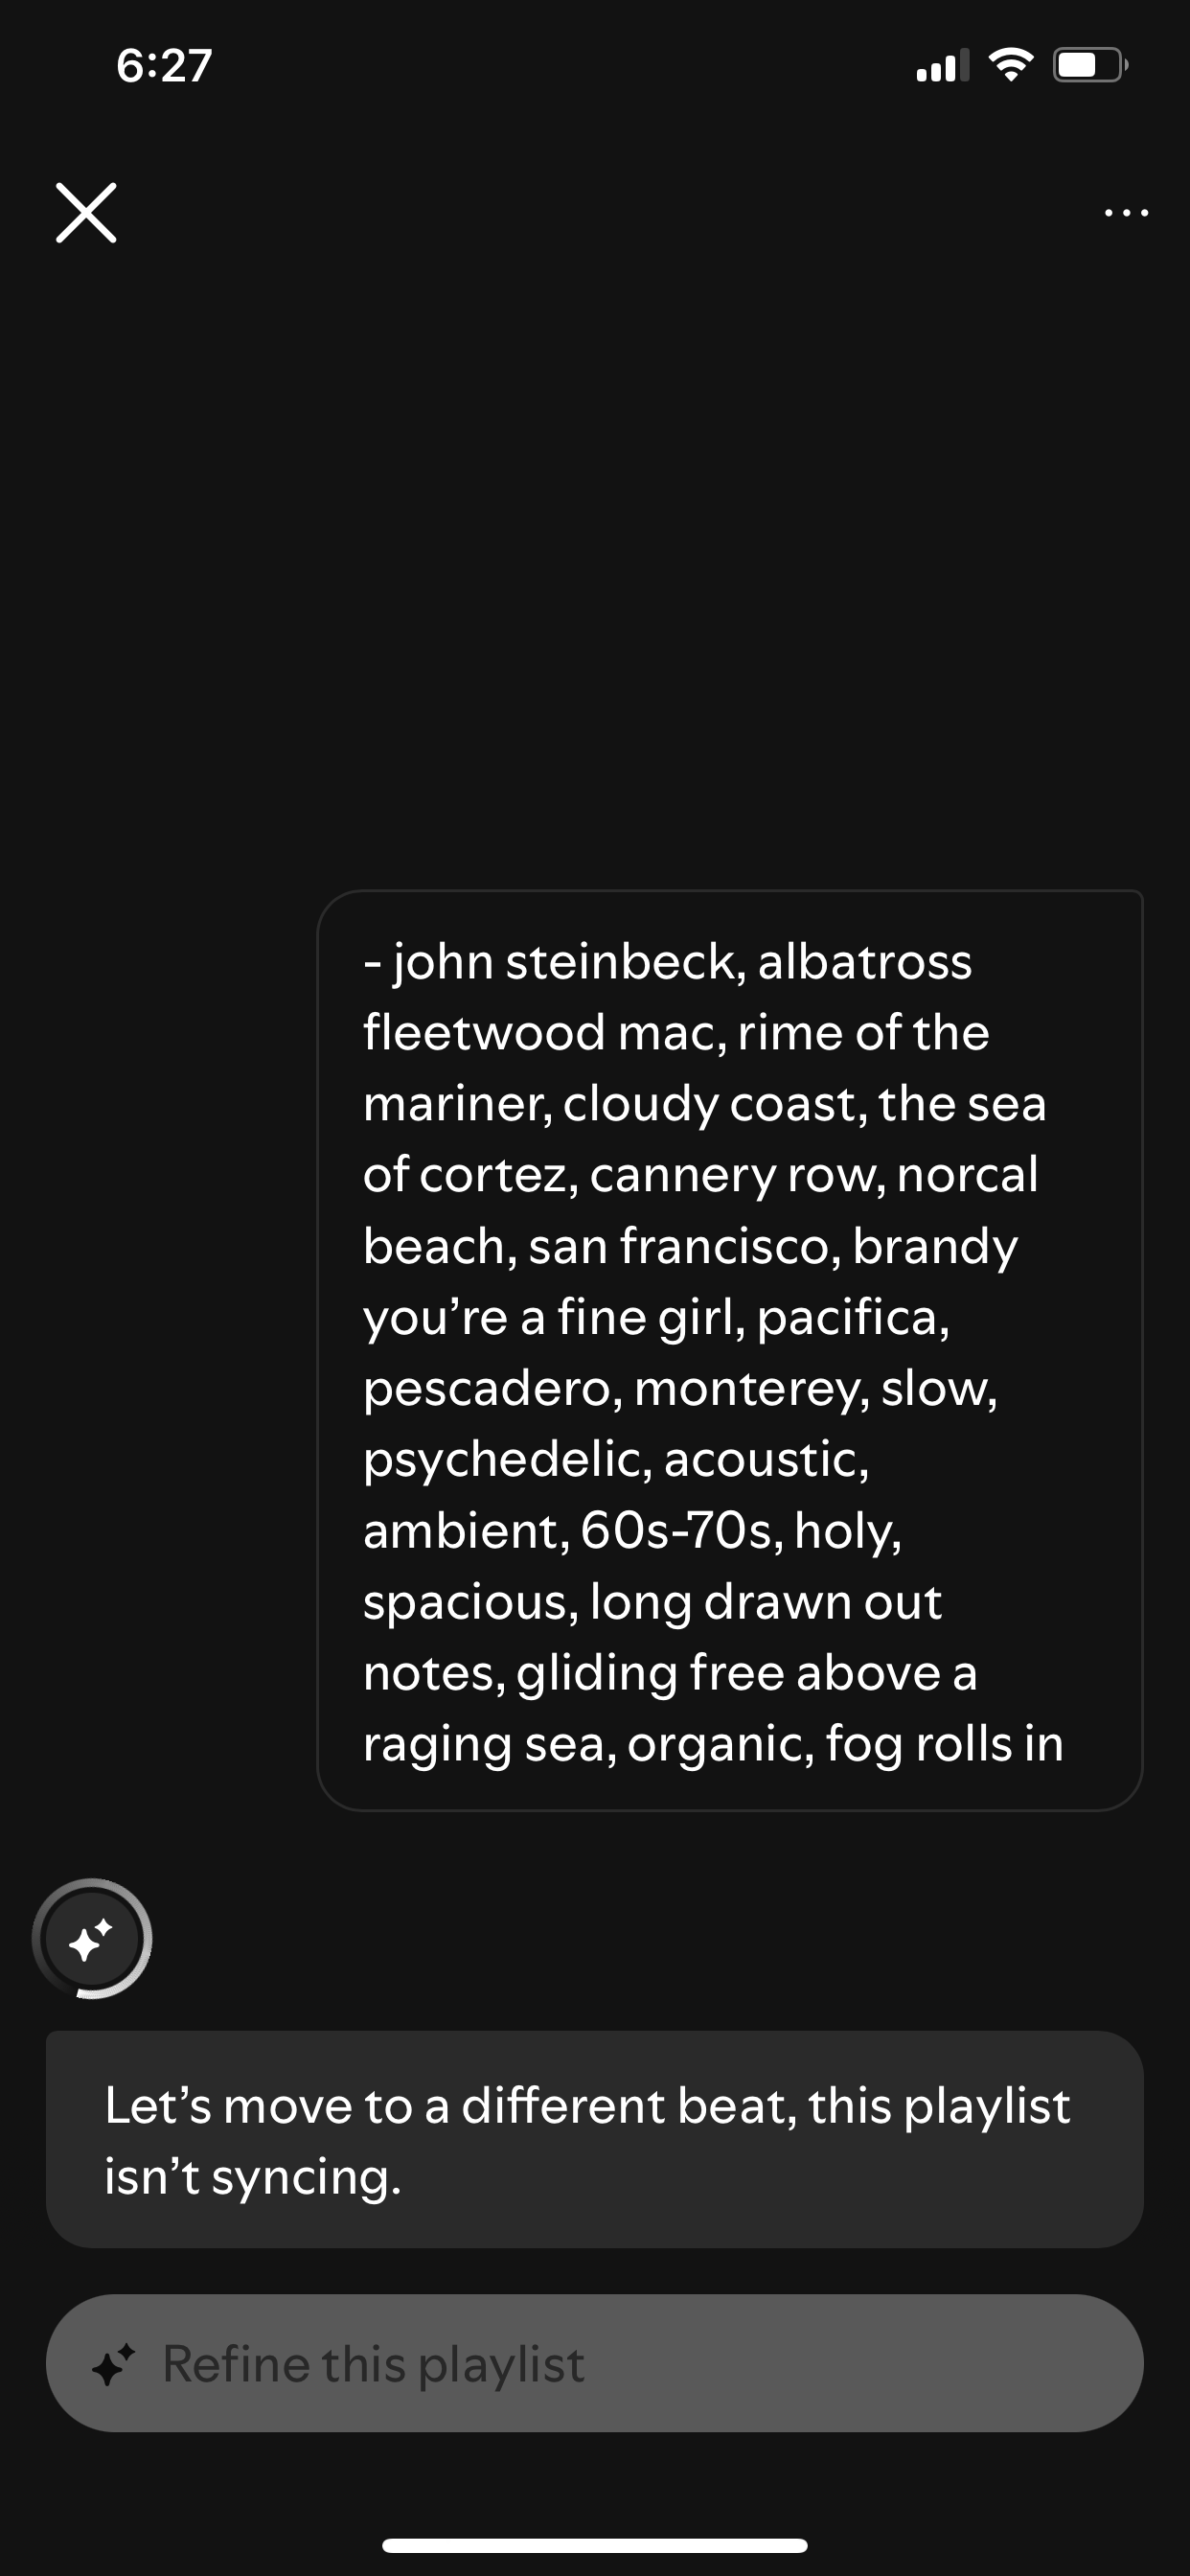 6:27
- john steinbeck, albatross
fleetwood mac, rime of the
mariner, cloudy coast, the sea
of cortez, cannery row, norcal
beach, san francisco, brandy
you’re a fine girl, pacifica,
pescadero, monterey, slow,
psychedelic, acoustic,
ambient, 60s-70s, holy,
spacious, long drawn out
notes, gliding free above a
raging sea, organic, fog rolls in
Let’s move to a different beat, this playlist
isn’t syncing.
Refine this playlist